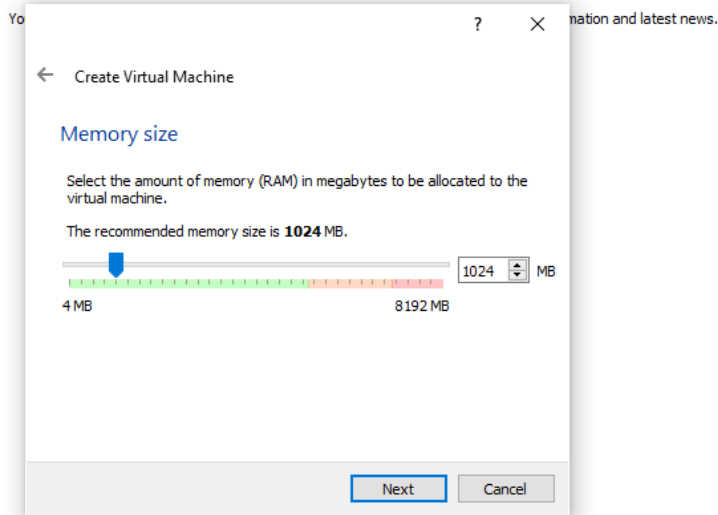 Yo
mation and latest news.
?
Create Virtual Machine
Memory size
Select the amount of memory (RAM) in megabytes to be allocated to the
virtual machine.
The recommended memory size is 1024 MB.
1024 MB
4 MB 8192 MB
Next Cancel